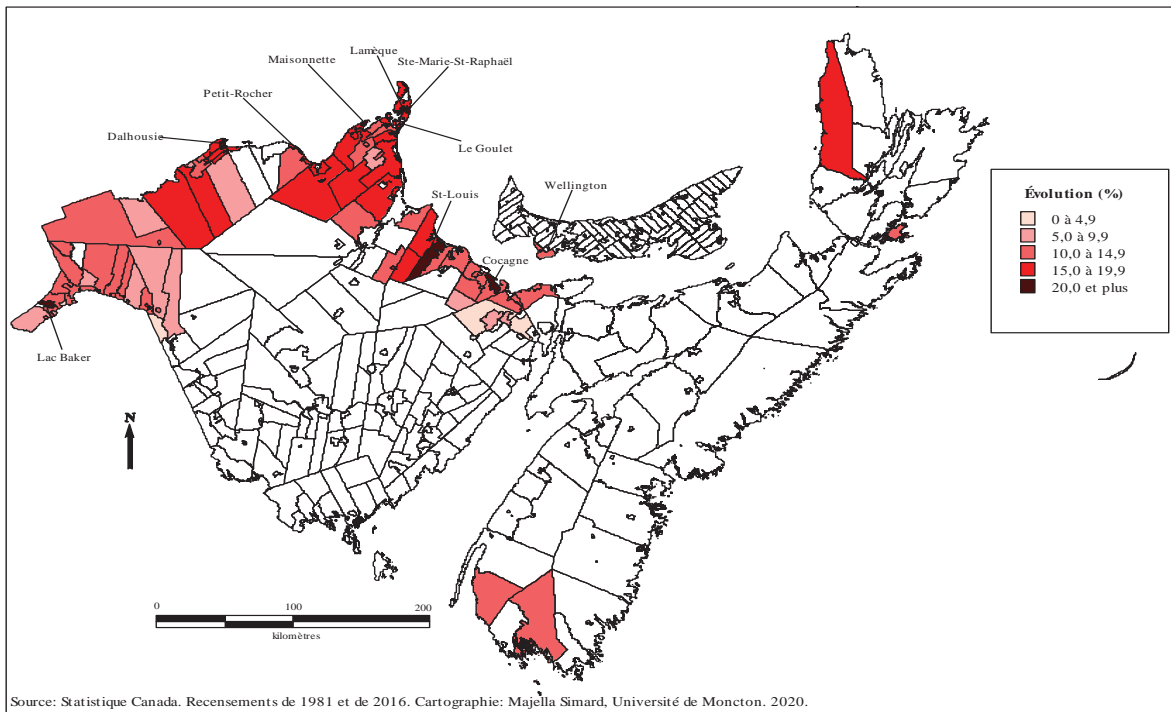 Lamèque
Maisonnette
Ste-Marie-St-Raphaël
Petit-Rocher
Dalhousie
Le Goulet
St-Louis
Wellington
Cocagne
Lac Baker
N
Évolution (%)
0 à 4,9
5,0 à 9,9
10,0 à 14,9
15,0 à 19,9
20,0 et plus
0 100 200
kilomètres
Source: Statistique Canada. Recensements de 1981 et de 2016. Cartographie: Majella Simard, Université de Moncton. 2020.